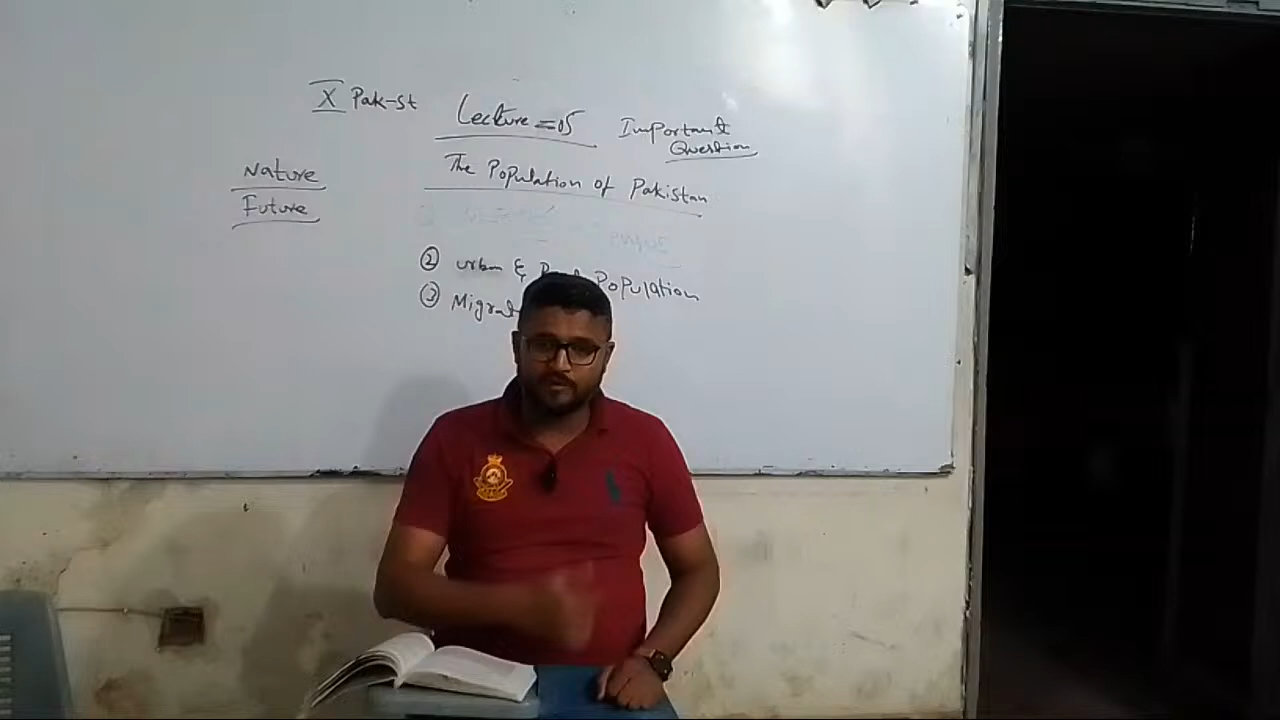 X Pak-St
Lecture = 05
Important
Question
Nature
Future
The Population of Pakistan
② Urban & Population
③